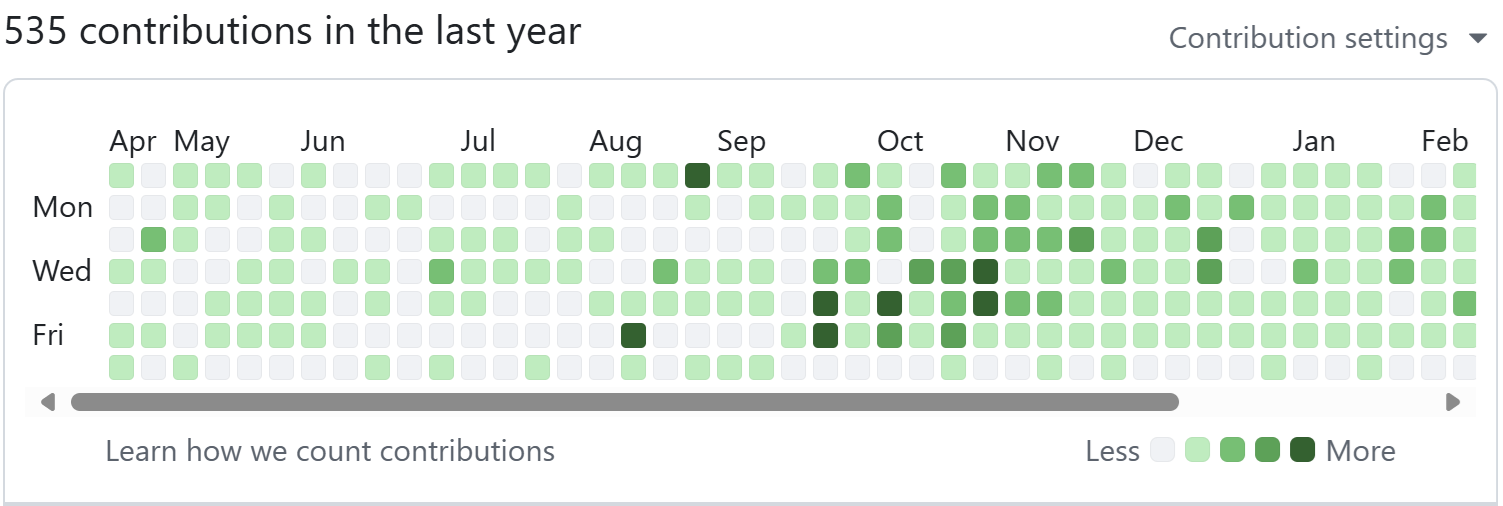 535 contributions in the last year
Contribution settings
Apr May Jun Jul Aug Sep Oct Nov Dec Jan Feb
Mon
Wed
Fri
Learn how we count contributions
Less More